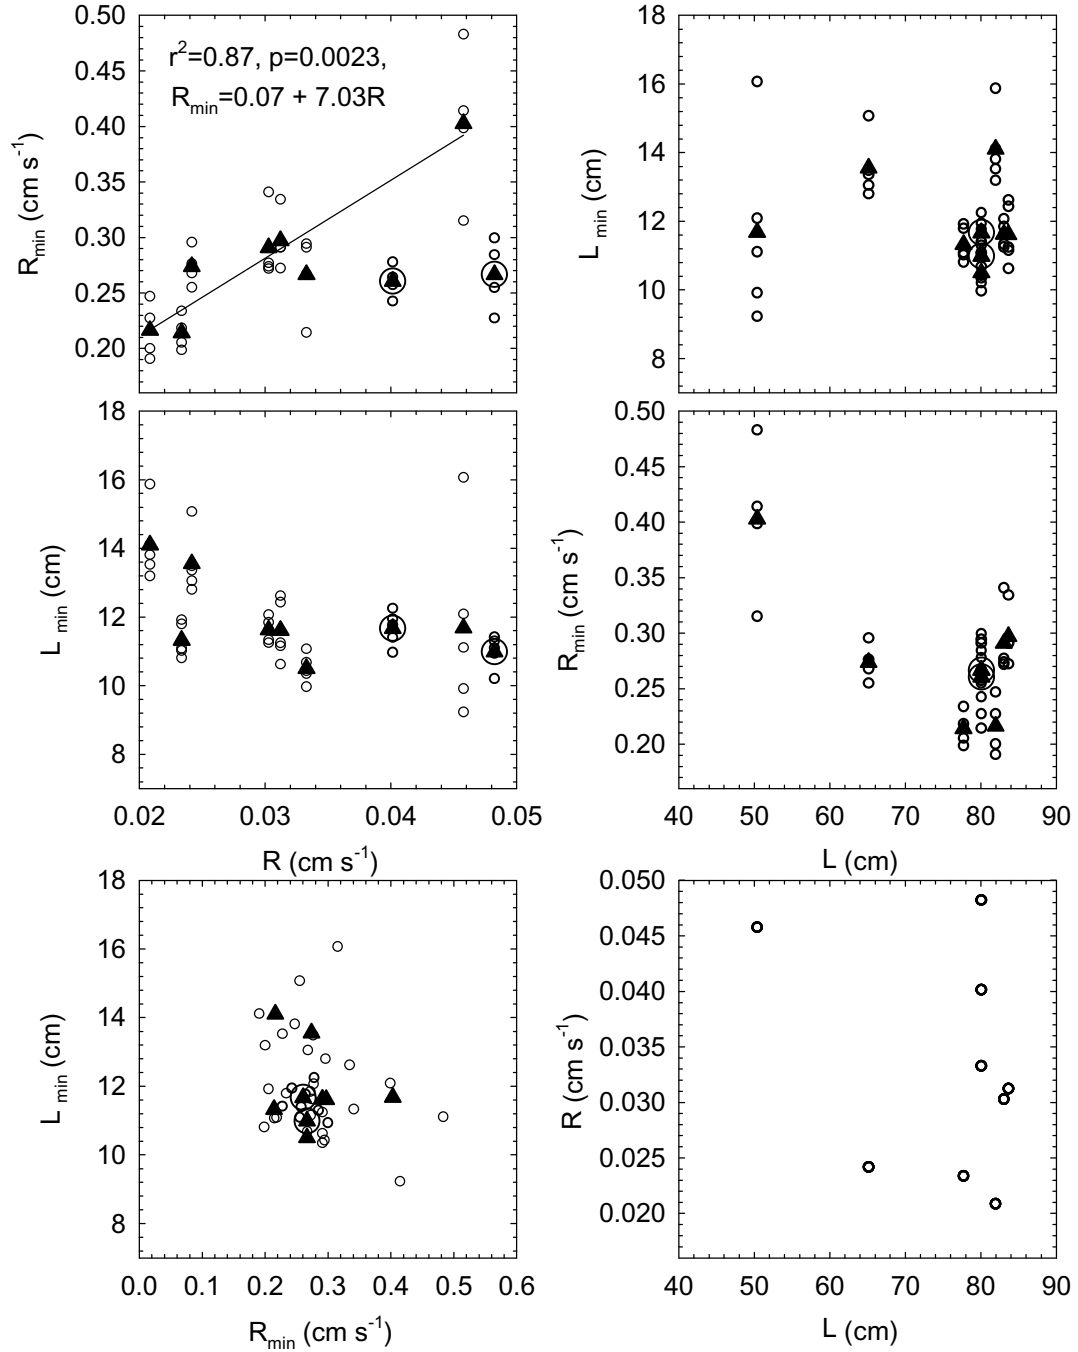 0.50
0.45
0.40
0.35
0.30
0.25
0.20
R_min (cm s^-1)
r^2=0.87, p=0.0023,
R_min=0.07 + 7.03R
18
16
14
12
10
8
L_min (cm)
18
16
14
12
10
8
L_min (cm)
0.02 0.03 0.04 0.05
R (cm s^-1)
0.50
0.45
0.40
0.35
0.30
0.25
0.20
R_min (cm s^-1)
40 50 60 70 80 90
L (cm)
18
16
14
12
10
8
L_min (cm)
0.0 0.1 0.2 0.3 0.4 0.5 0.6
R_min (cm s^-1)
0.050
0.045
0.040
0.035
0.030
0.025
0.020
R (cm s^-1)
40 50 60 70 80 90
L (cm)